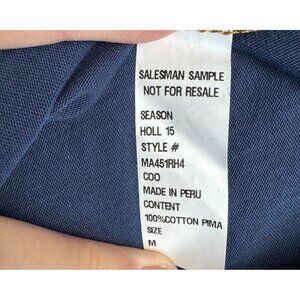 SALESMAN SAMPLE
NOT FOR RESALE
SEASON
HOLL 15
STYLE #
MA451RH4
COO
MADE IN PERU
CONTENT
100%COTTON PIMA
SIZE
M